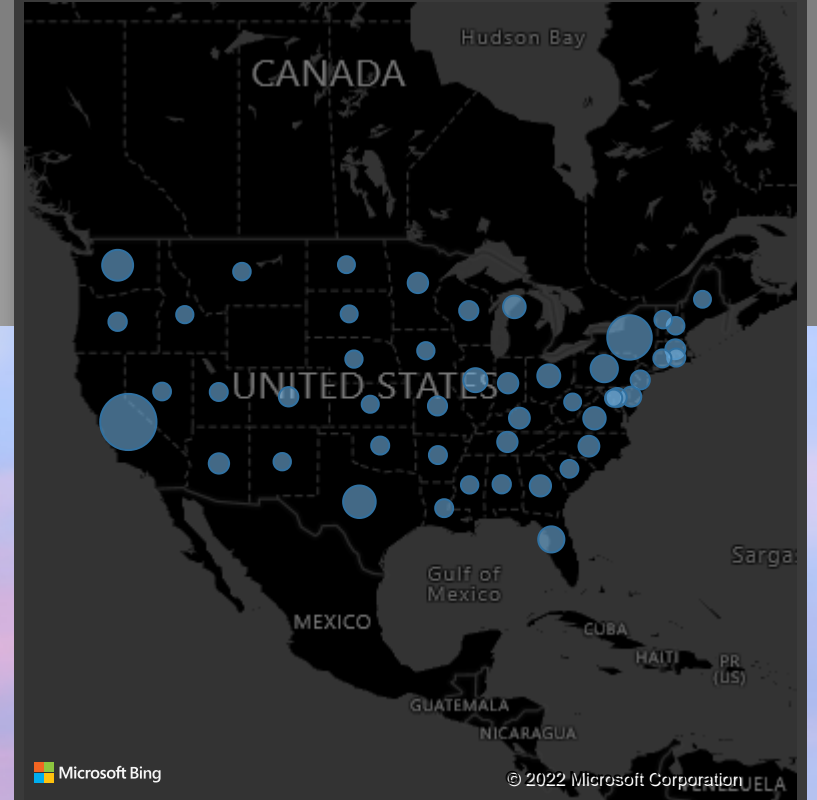 Hudson Bay
CANADA
UNITED STATES
Gulf of
Mexico
MEXICO
CUBA
HAITI
PR
(US)
GUATEMALA
NICARAGUA
Microsoft Bing
© 2022 Microsoft Corporation